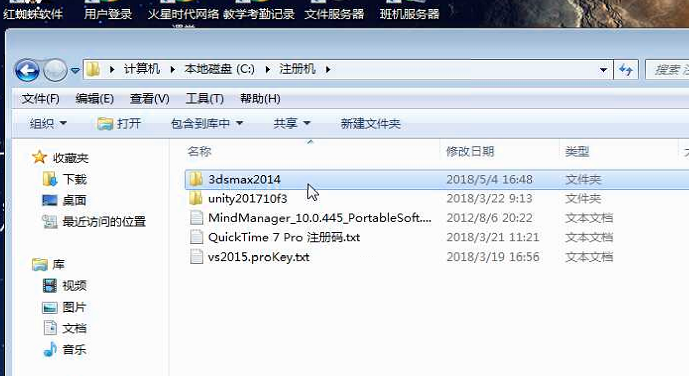 红蜘蛛软件 用户登录 火星时代网络 教学考勤记录 文件服务器 班机服务器
计算机 本地磁盘 (C:) 注册机 搜索 注
文件(F) 编辑(E) 查看(V) 工具(T) 帮助(H)
组织 打开 包含到库中 共享 新建文件夹
收藏夹
下载
桌面
最近访问的位置
库
视频
图片
文档
音乐
名称 修改日期 类型
3dsmax2014 2018/5/4 16:48 文件夹
unity201710f3 2018/3/22 9:13 文件夹
MindManager_10.0.445_PortableSoft.... 2012/8/6 20:22 文本文档
QuickTime 7 Pro 注册码.txt 2018/3/21 11:21 文本文档
vs2015.proKey.txt 2018/3/19 16:56 文本文档